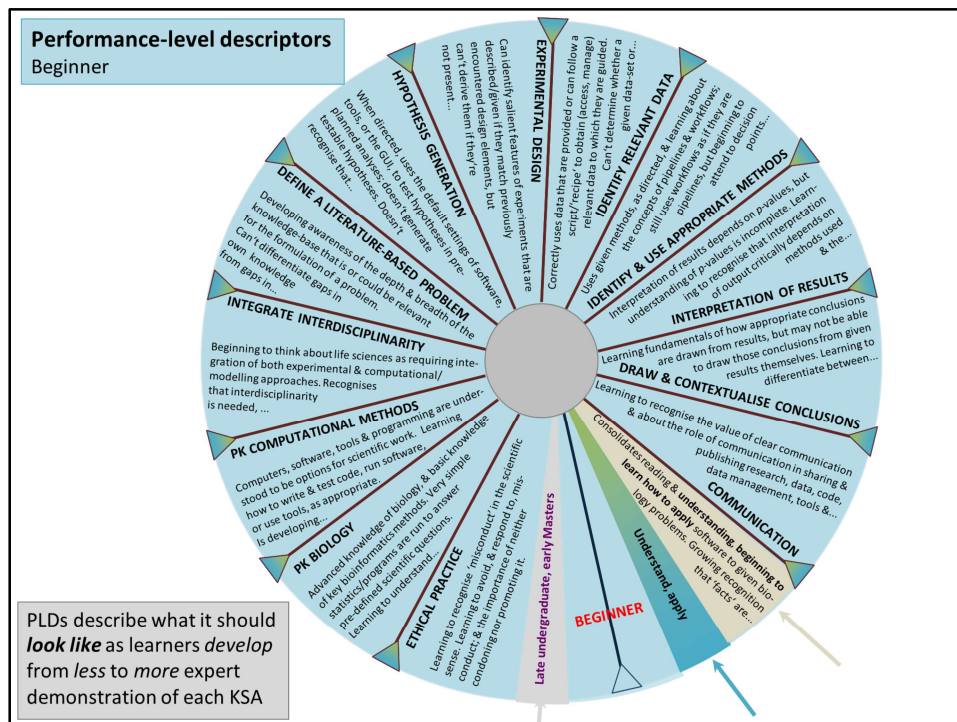 Performance-level descriptors
Beginner
EXPERIMENTAL DESIGN
Correctly uses data that are provided or can follow a
script/'recipe' to obtain (access, manage)
relevant data to which they are guided.
Can't determine whether a
given data-set or...
IDENTIFY RELEVANT DATA
Uses given methods, as directed, & learning about
the concepts of pipelines & workflows;
still uses workflows as if they are
pipelines, but beginning to
attend to decision
points...
IDENTIFY & USE APPROPRIATE METHODS
Interpretation of results depends on p-values, but
understanding of p-values is incomplete. Learn-
ing to recognise that interpretation
of output critically depends on
methods used
& the...
INTERPRETATION OF RESULTS
Learning fundamentals of how appropriate conclusions
are drawn from results, but may not be able
to draw those conclusions from given
results themselves. Learning to
differentiate between...
DRAW & CONTEXTUALISE CONCLUSIONS
Learning to recognise the value of clear communication
& about the role of communication in sharing &
publishing research, data, code,
data management, tools &...
COMMUNICATION
Consolidates reading & understanding, beginning to
learn how to apply software to given bio-
logy problems. Growing recognition
that 'facts' are...
Understand, apply
BEGINNER
Late undergraduate, early Masters
Learning to recognise 'misconduct' in the scientific
sense. Learning to avoid, & respond to, mis-
conduct; & the importance of neither
condoning nor promoting it.
ETHICAL PRACTICE
Advanced knowledge of biology, & basic knowledge
of key bioinformatics methods. Very simple
statistics/programs are run to answer
pre-defined scientific questions.
Learning to understand...
PK BIOLOGY
Computers, software, tools & programming are under-
stood to be options for scientific work. Learning
how to write & test code, run software,
or use tools, as appropriate.
Is developing...
PK COMPUTATIONAL METHODS
Beginning to think about life sciences as requiring inte-
gration of both experimental & computational/
modelling approaches. Recognises
that interdisciplinarity
is needed, ...
INTEGRATE INTERDISCIPLINARITY
Developing awareness of the depth & breadth of the
knowledge-base that is or could be relevant
for the formulation of a problem.
Can't differentiate gaps in
own knowledge
from gaps in...
DEFINE A LITERATURE-BASED PROBLEM
When directed, uses the default settings of software,
tools, or the GUI, to test hypotheses in pre-
planned analyses; doesn't generate
testable hypotheses. Doesn't
recognise that...
HYPOTHESIS GENERATION
Can identify salient features of experiments that are
described/given if they match previously
encountered design elements, but
can't derive them if they're
not present...
PLDs describe what it should
look like as learners develop
from less to more expert
demonstration of each KSA